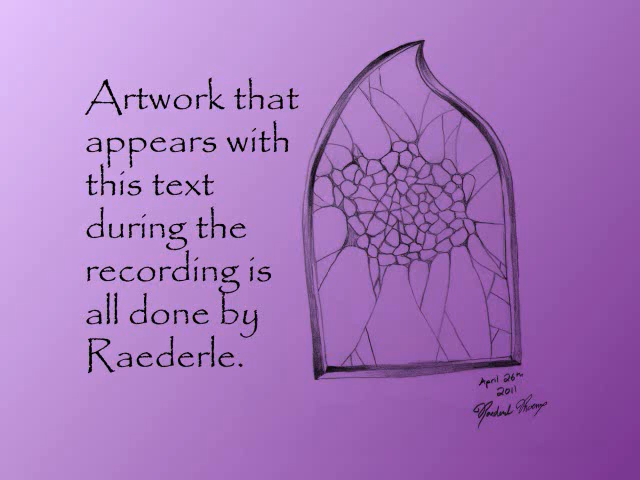 Artwork that
appears with
this text
during the
recording is
all done by
Raederle.
April 26th
2011